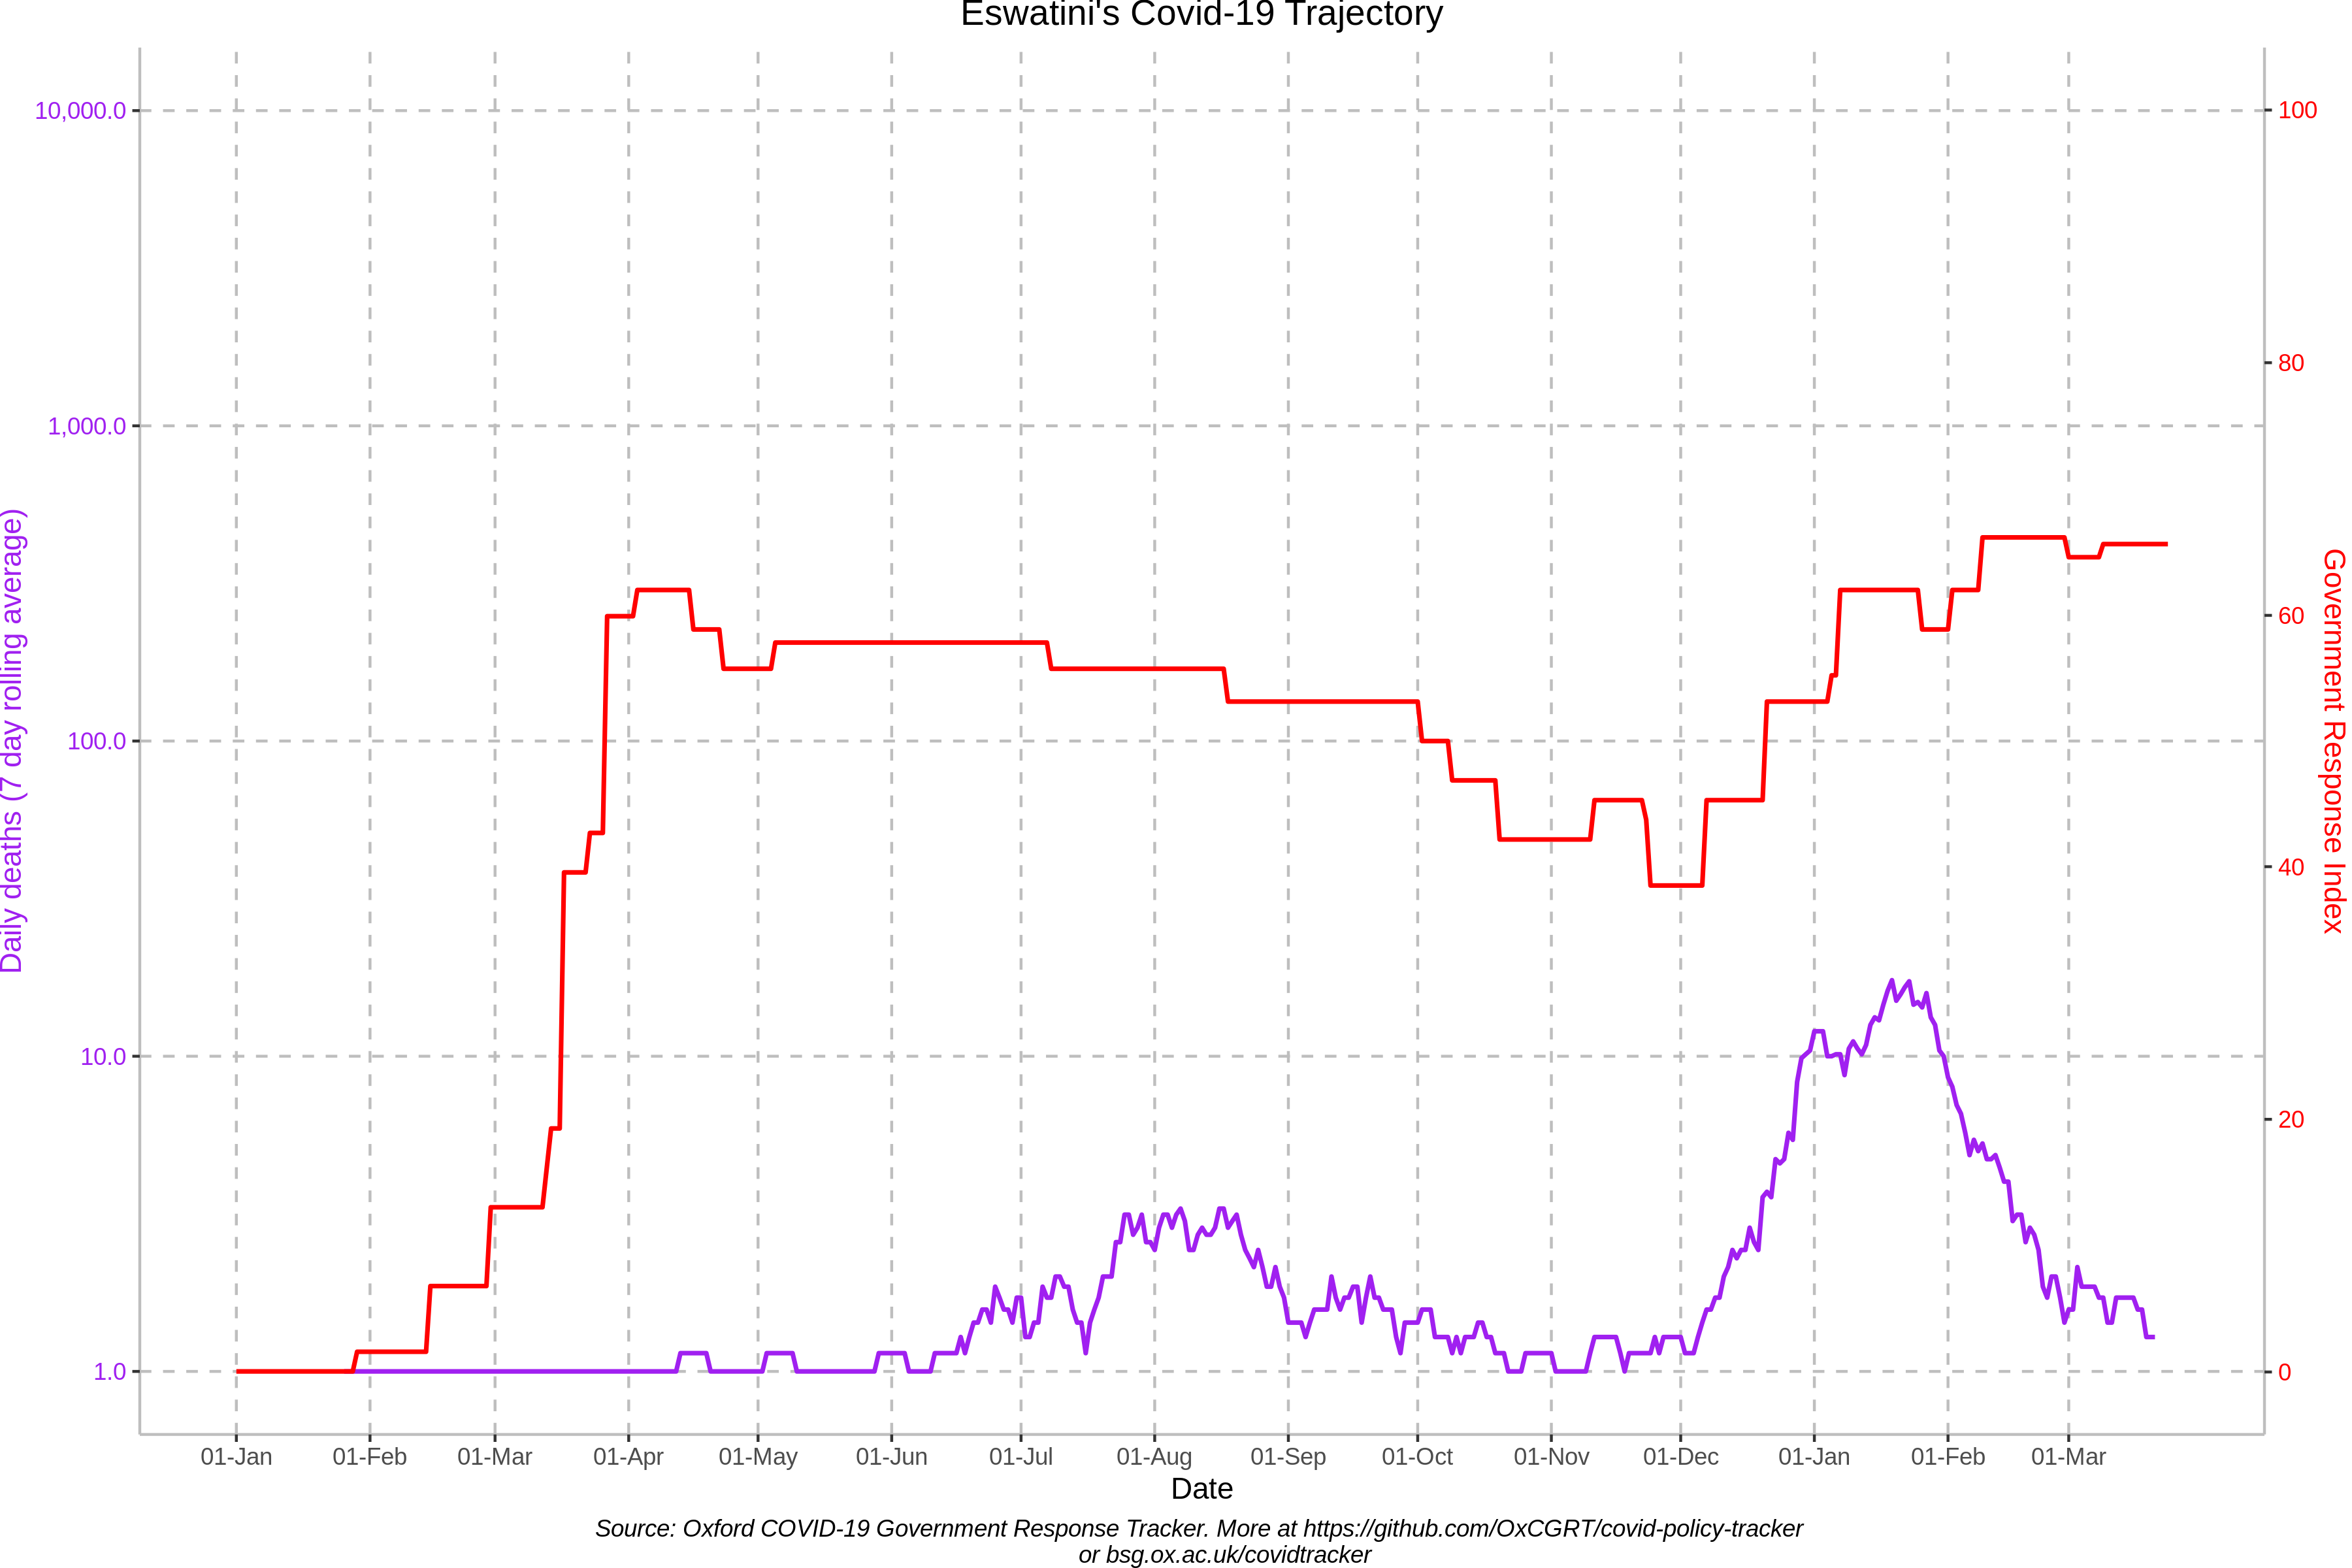 Eswatini's Covid-19 Trajectory
10,000.0
1,000.0
100.0
10.0
1.0
Daily deaths (7 day rolling average)
100
80
60
40
20
0
Government Response Index
01-Jan 01-Feb 01-Mar 01-Apr 01-May 01-Jun 01-Jul 01-Aug 01-Sep 01-Oct 01-Nov 01-Dec 01-Jan 01-Feb 01-Mar
Date
Source: Oxford COVID-19 Government Response Tracker. More at https://github.com/OxCGRT/covid-policy-tracker
or bsg.ox.ac.uk/covidtracker